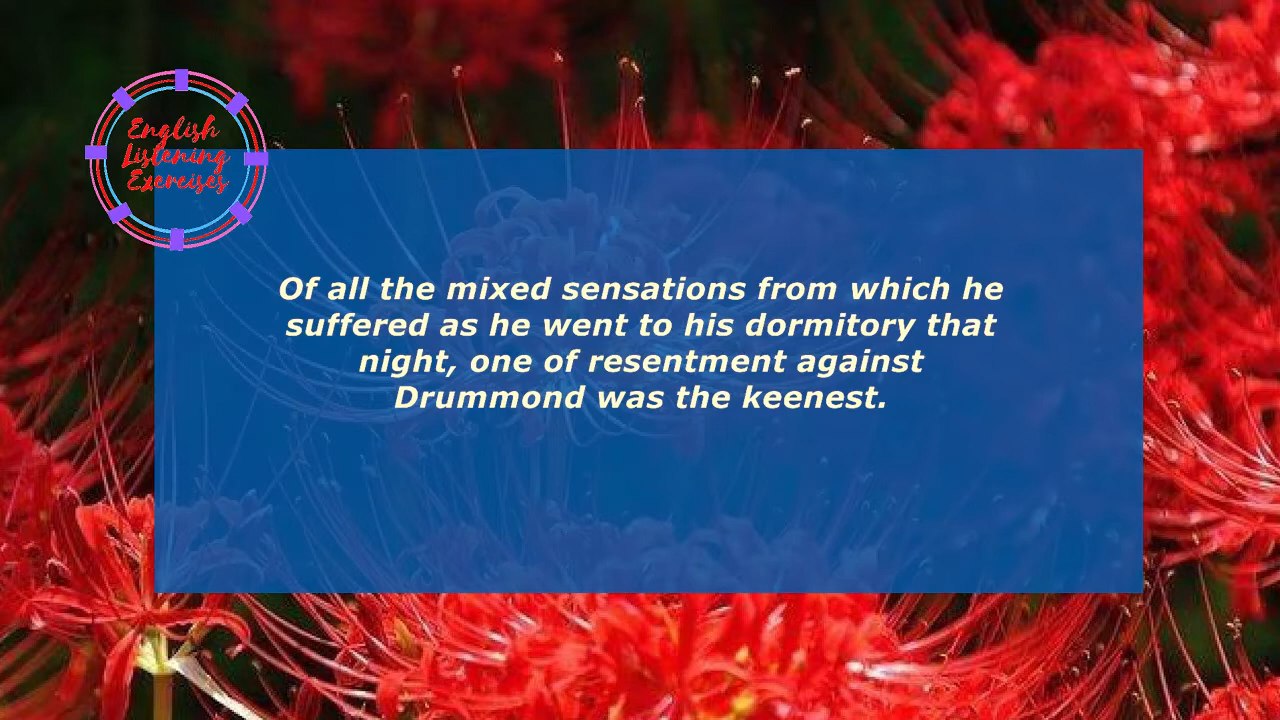 English
Listening
Exercises
Of all the mixed sensations from which he
suffered as he went to his dormitory that
night, one of resentment against
Drummond was the keenest.